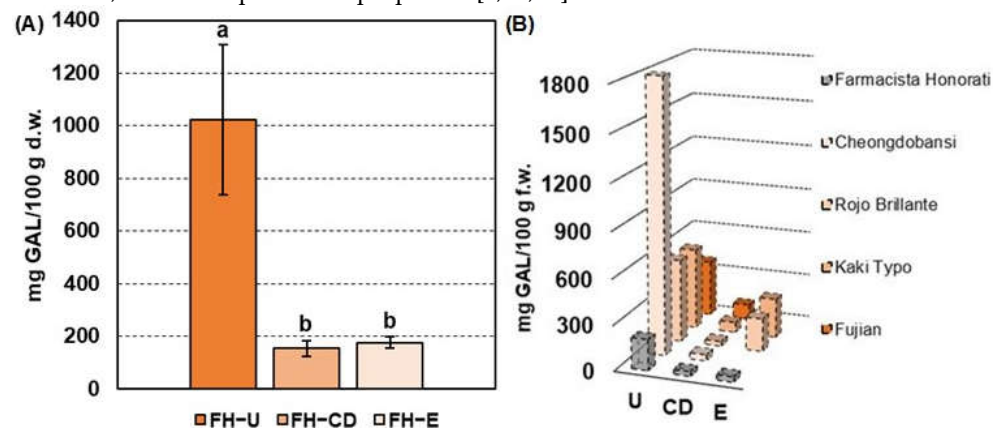 (A)
1400
1200
1000
800
600
400
200
0
mg GAL/100 g d.w.
a
b
b
FH-U FH-CD FH-E
(B)
1800
1500
1200
900
600
300
0
mg GAL/100 g f.w.
U CD E
Farmacista Honorati
Cheongdobansi
Rojo Brillante
Kaki Typo
Fujian